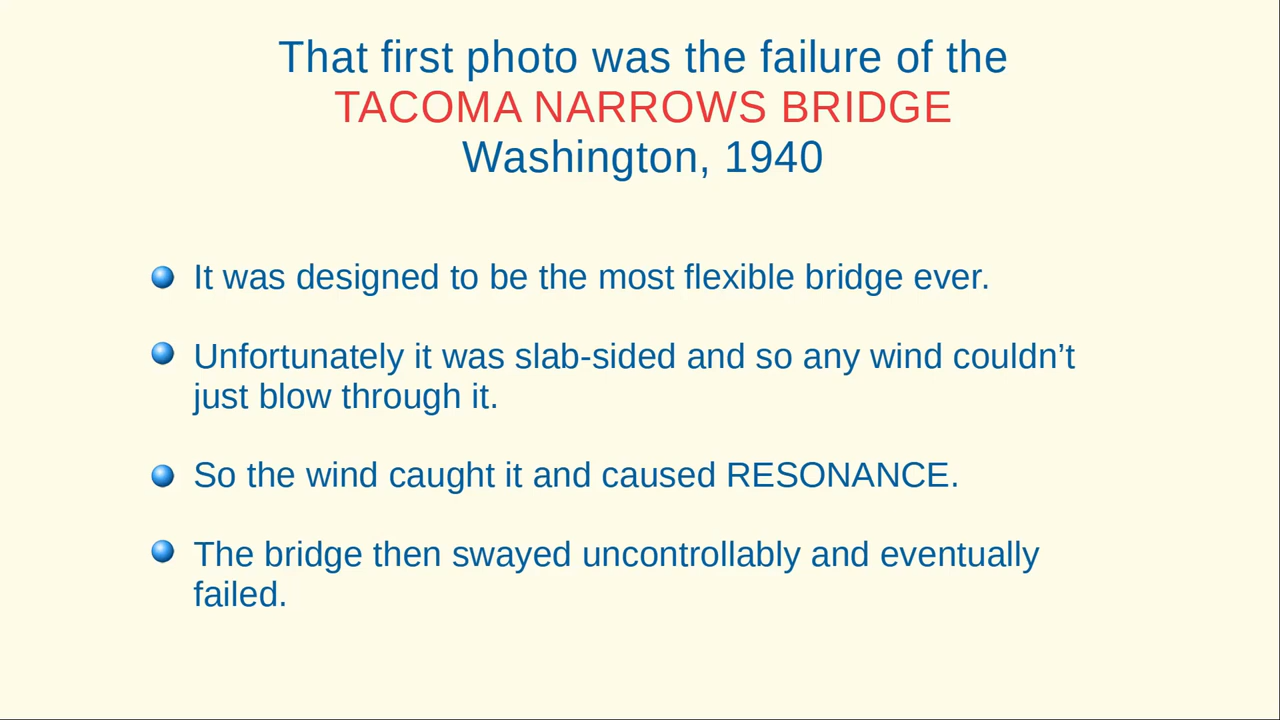 That first photo was the failure of the
TACOMA NARROWS BRIDGE
Washington, 1940
It was designed to be the most flexible bridge ever.
Unfortunately it was slab-sided and so any wind couldn’t
just blow through it.
So the wind caught it and caused RESONANCE.
The bridge then swayed uncontrollably and eventually
failed.